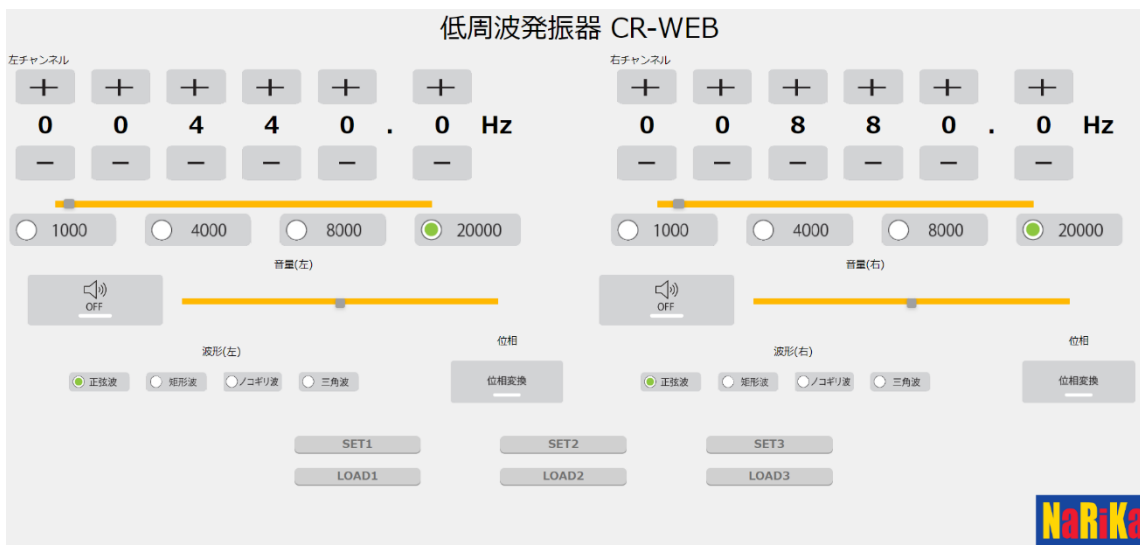 低周波発振器 CR-WEB
左チャンネル 右チャンネル
+ + + + + + + + + + + +
0 0 4 4 0 . 0 Hz 0 0 8 8 0 . 0 Hz
− − − − − − − − − − − −
1000 4000 8000 20000 1000 4000 8000 20000
音量(左) 音量(右)
OFF OFF
位相 位相
波形(左) 波形(右)
正弦波 矩形波 ノコギリ波 三角波 位相変換 正弦波 矩形波 ノコギリ波 三角波 位相変換
SET1 SET2 SET3
LOAD1 LOAD2 LOAD3
NaRiKa